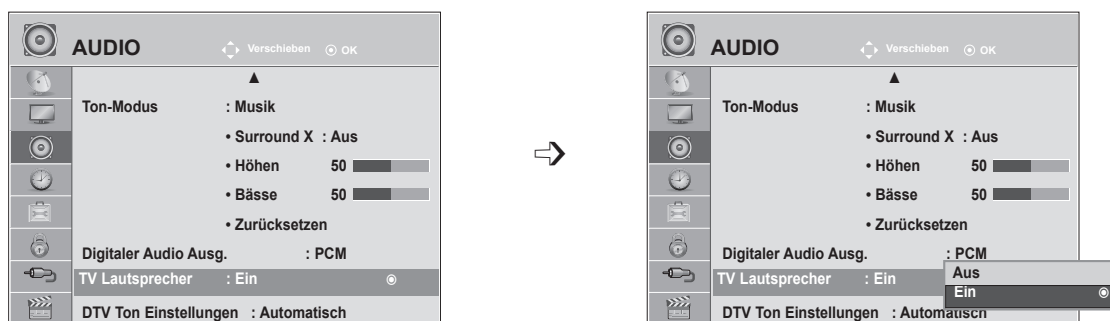 AUDIO
Verschieben OK
Ton-Modus : Musik
• Surround X : Aus
• Höhen 50
• Bässe 50
• Zurücksetzen
Digitaler Audio Ausg. : PCM
TV Lautsprecher : Ein
DTV Ton Einstellungen : Automatisch
AUDIO
Verschieben OK
Ton-Modus : Musik
• Surround X : Aus
• Höhen 50
• Bässe 50
• Zurücksetzen
Digitaler Audio Ausg. : PCM
TV Lautsprecher : Ein
Aus
Ein
DTV Ton Einstellungen : Automatisch